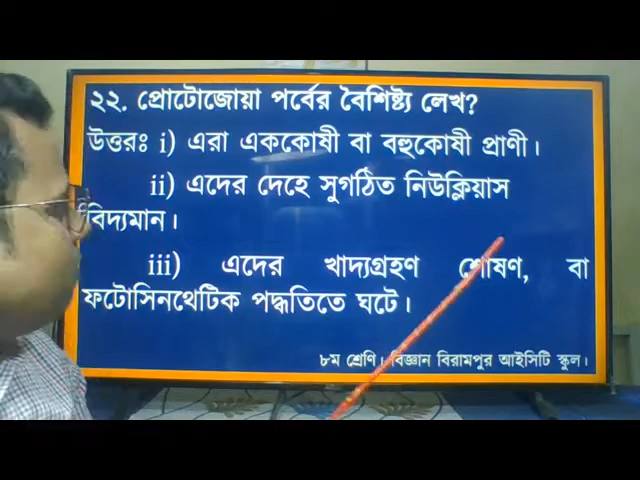 ২২. প্রোটোজোয়া পর্বের বৈশিষ্ট্য লেখ?
উত্তরঃ i) এরা এককোষী বা বহুকোষী প্রাণী।
ii) এদের দেহে সুগঠিত নিউক্লিয়াস
বিদ্যমান।
iii) এদের খাদ্যগ্রহণ শোষণ, বা
ফটোসিনথেটিক পদ্ধতিতে ঘটে।
৮ম শ্রেণি। বিজ্ঞান বিরামপুর আইসিটি স্কুল।